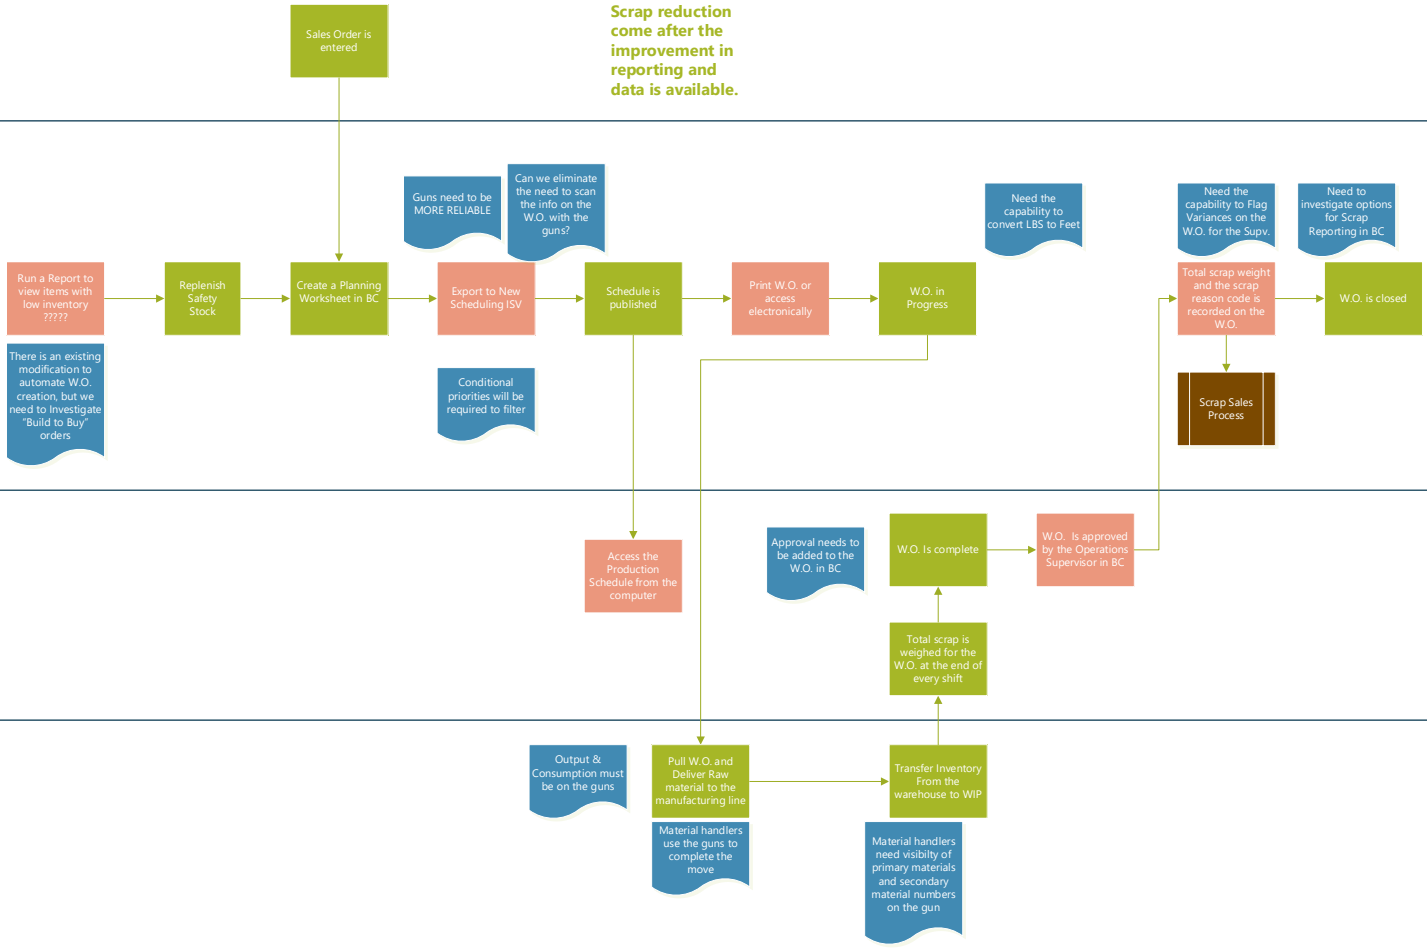 Sales Order is
entered
Scrap reduction
come after the
improvement in
reporting and
data is available.
Guns need to be
MORE RELIABLE
Can we eliminate
the need to scan
the info on the
W.O. with the
guns?
Need the
capability to
convert LBS to Feet
Need the
capability to Flag
Variances on the
W.O. for the Supv.
Need to
investigate options
for Scrap
Reporting in BC
Run a Report to
view items with
low inventory
?????
Replenish
Safety
Stock
Create a Planning
Worksheet in BC
Export to New
Scheduling ISV
Schedule is
published
Print W.O. or
access
electronically
W.O. in
Progress
Total scrap weight
and the scrap
reason code is
recorded on the
W.O.
W.O. is closed
There is an existing
modification to
automate W.O.
creation, but we
need to Investigate
“Build to Buy”
orders
Conditional
priorities will be
required to filter
Scrap Sales
Process
Access the
Production
Schedule from the
computer
Approval needs to
be added to the
W.O. in BC
W.O. Is complete
W.O. Is approved
by the Operations
Supervisor in BC
Total scrap is
weighed for the
W.O. at the end of
every shift
Output &
Consumption must
be on the guns
Pull W.O. and
Deliver Raw
material to the
manufacturing line
Transfer Inventory
From the
warehouse to WIP
Material handlers
use the guns to
complete the
move
Material handlers
need visibilty of
primary materials
and secondary
material numbers
on the gun